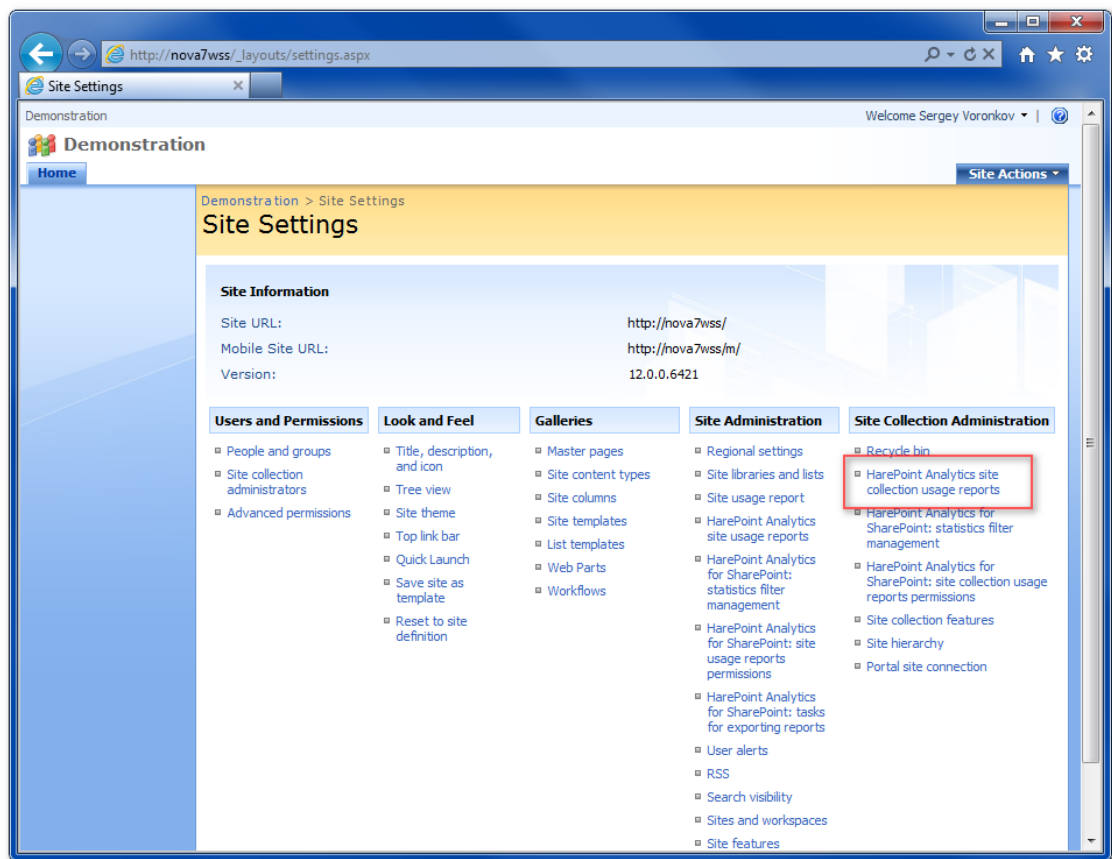 http://nova7wss/_layouts/settings.aspx
Site Settings
Demonstration
Welcome Sergey Voronkov
Demonstration
Home
Site Actions
Demonstration > Site Settings
Site Settings
Site Information
Site URL:
http://nova7wss/
Mobile Site URL:
http://nova7wss/m/
Version:
12.0.0.6421
Users and Permissions
People and groups
Site collection
administrators
Advanced permissions
Look and Feel
Title, description,
and icon
Tree view
Site theme
Top link bar
Quick Launch
Save site as
template
Reset to site
definition
Galleries
Master pages
Site content types
Site columns
Site templates
List templates
Web Parts
Workflows
Site Administration
Regional settings
Site libraries and lists
Site usage report
HarePoint Analytics
site usage reports
HarePoint Analytics
for SharePoint:
statistics filter
management
HarePoint Analytics
for SharePoint: site
usage reports
permissions
HarePoint Analytics
for SharePoint: tasks
for exporting reports
User alerts
RSS
Search visibility
Sites and workspaces
Site features
Site Collection Administration
Recycle bin
HarePoint Analytics site
collection usage reports
HarePoint Analytics for
SharePoint: statistics filter
management
HarePoint Analytics for
SharePoint: site collection usage
reports permissions
Site collection features
Site hierarchy
Portal site connection